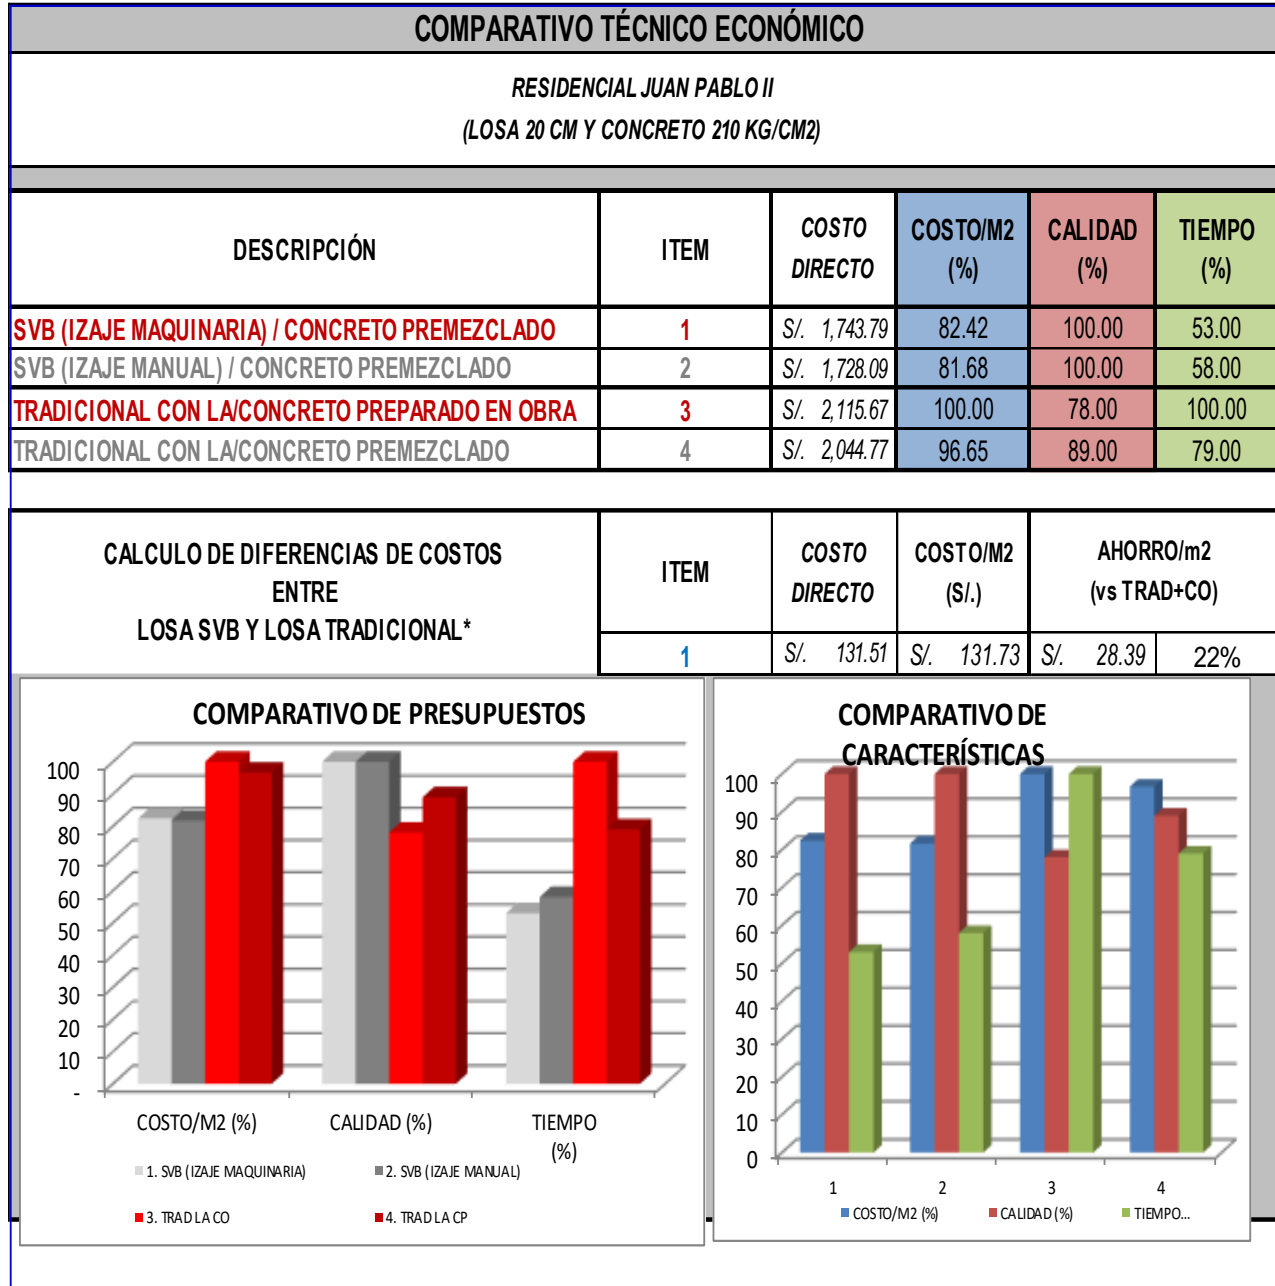 COMPARATIVO TÉCNICO ECONÓMICO
RESIDENCIAL JUAN PABLO II
(LOSA 20 CM Y CONCRETO 210 KG/CM2)
DESCRIPCIÓN ITEM COSTO DIRECTO COSTO/M2 (%) CALIDAD (%) TIEMPO (%)
SVB (IZAJE MAQUINARIA) / CONCRETO PREMEZCLADO 1 S/. 1,743.79 82.42 100.00 53.00
SVB (IZAJE MANUAL) / CONCRETO PREMEZCLADO 2 S/. 1,728.09 81.68 100.00 58.00
TRADICIONAL CON LA/CONCRETO PREPARADO EN OBRA 3 S/. 2,115.67 100.00 78.00 100.00
TRADICIONAL CON LA/CONCRETO PREMEZCLADO 4 S/. 2,044.77 96.65 89.00 79.00
CALCULO DE DIFERENCIAS DE COSTOS
ENTRE
LOSA SVB Y LOSA TRADICIONAL*
ITEM COSTO DIRECTO COSTO/M2 (S/.) AHORRO/m2 (vs TRAD+CO)
1 S/. 131.51 S/. 131.73 S/. 28.39 22%
COMPARATIVO DE PRESUPUESTOS
100
90
80
70
60
50
40
30
20
10
-
COSTO/M2 (%) CALIDAD (%) TIEMPO (%)
1. SVB (IZAJE MAQUINARIA) 2. SVB (IZAJE MANUAL)
3. TRAD LA CO 4. TRAD LA CP
COMPARATIVO DE
CARACTERÍSTICAS
100
90
80
70
60
50
40
30
20
10
0
1 2 3 4
COSTO/M2 (%) CALIDAD (%) TIEMPO...